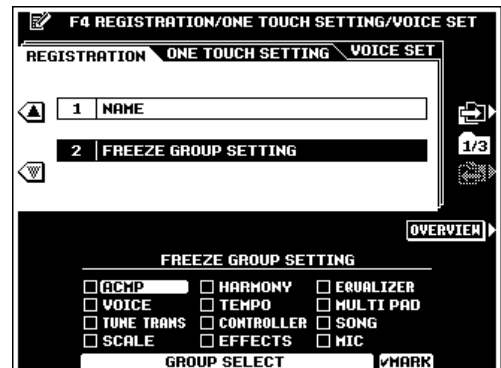 F4 REGISTRATION/ONE TOUCH SETTING/VOICE SET
REGISTRATION ONE TOUCH SETTING VOICE SET
1 NAME
2 FREEZE GROUP SETTING
1/3
OVERVIEW
FREEZE GROUP SETTING
ACMP HARMONY EQUALIZER
VOICE TEMPO MULTI PAD
TUNE TRANS CONTROLLER SONG
SCALE EFFECTS MIC
GROUP SELECT ✓MARK